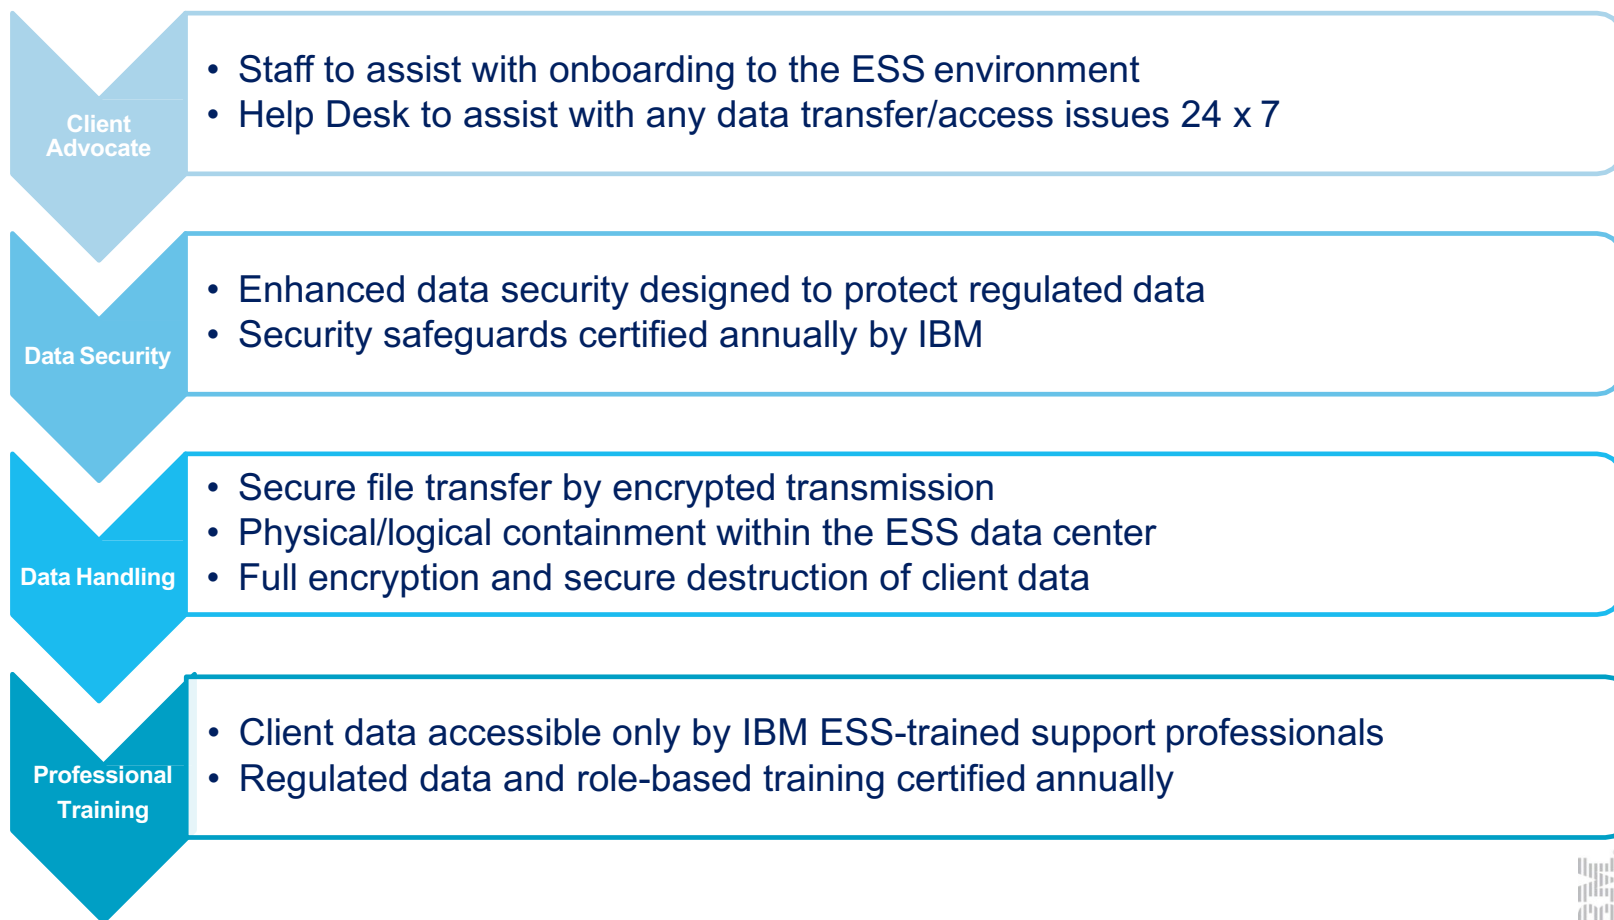 Client
Advocate
• Staff to assist with onboarding to the ESS environment
• Help Desk to assist with any data transfer/access issues 24 x 7
Data Security
• Enhanced data security designed to protect regulated data
• Security safeguards certified annually by IBM
Data Handling
• Secure file transfer by encrypted transmission
• Physical/logical containment within the ESS data center
• Full encryption and secure destruction of client data
Professional
Training
• Client data accessible only by IBM ESS-trained support professionals
• Regulated data and role-based training certified annually